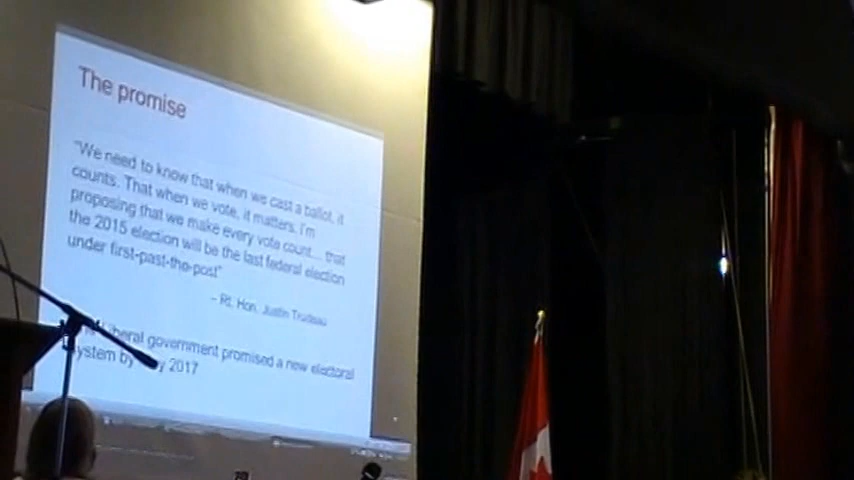 The promise
"We need to know that when we cast a ballot, it
counts. That when we vote, it matters. I'm
proposing that we make every vote count... that
the 2015 election will be the last federal election
under first-past-the-post"
– Rt. Hon. Justin Trudeau
Liberal government promised a new electoral
system by 2017